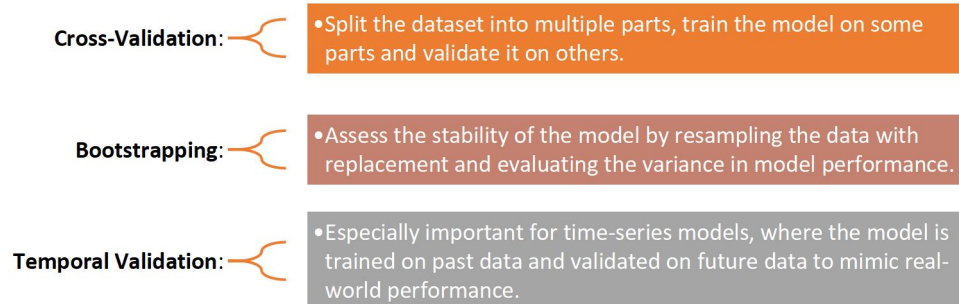 Cross-Validation:
•Split the dataset into multiple parts, train the model on some
parts and validate it on others.
Bootstrapping:
•Assess the stability of the model by resampling the data with
replacement and evaluating the variance in model performance.
Temporal Validation:
•Especially important for time-series models, where the model is
trained on past data and validated on future data to mimic real-
world performance.